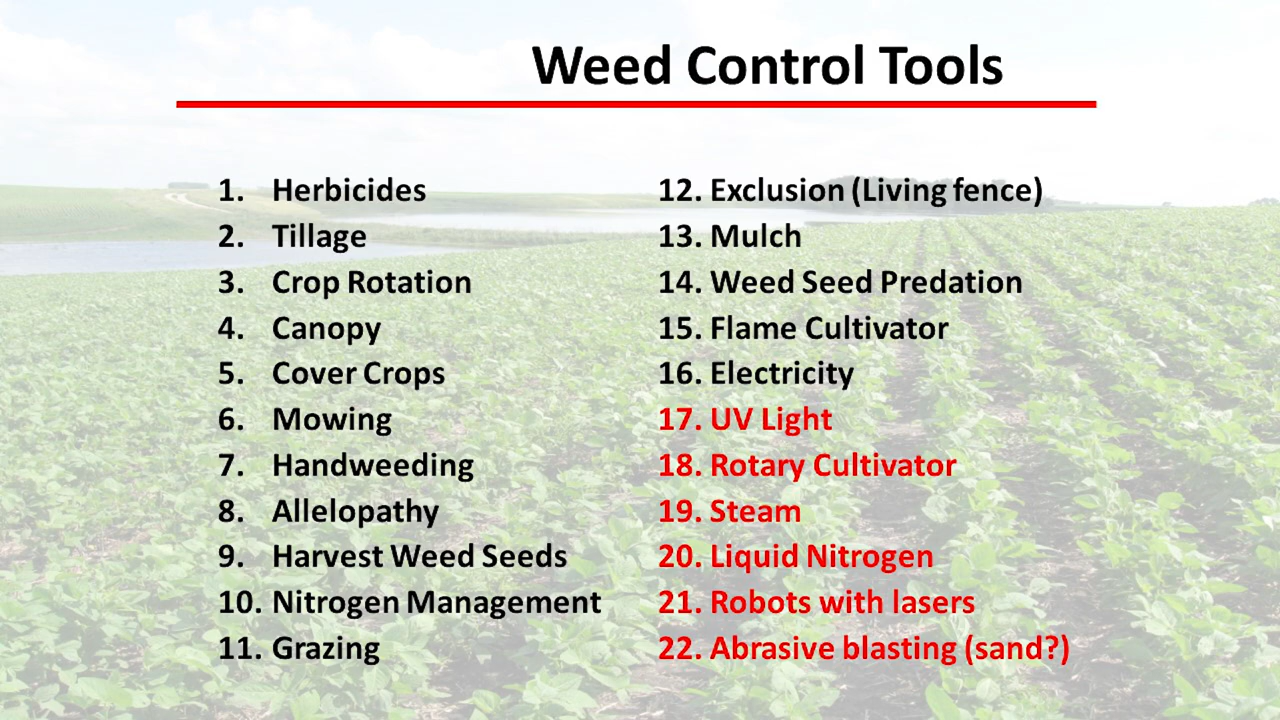 Weed Control Tools
1. Herbicides
2. Tillage
3. Crop Rotation
4. Canopy
5. Cover Crops
6. Mowing
7. Handweeding
8. Allelopathy
9. Harvest Weed Seeds
10. Nitrogen Management
11. Grazing
12. Exclusion (Living fence)
13. Mulch
14. Weed Seed Predation
15. Flame Cultivator
16. Electricity
17. UV Light
18. Rotary Cultivator
19. Steam
20. Liquid Nitrogen
21. Robots with lasers
22. Abrasive blasting (sand?)